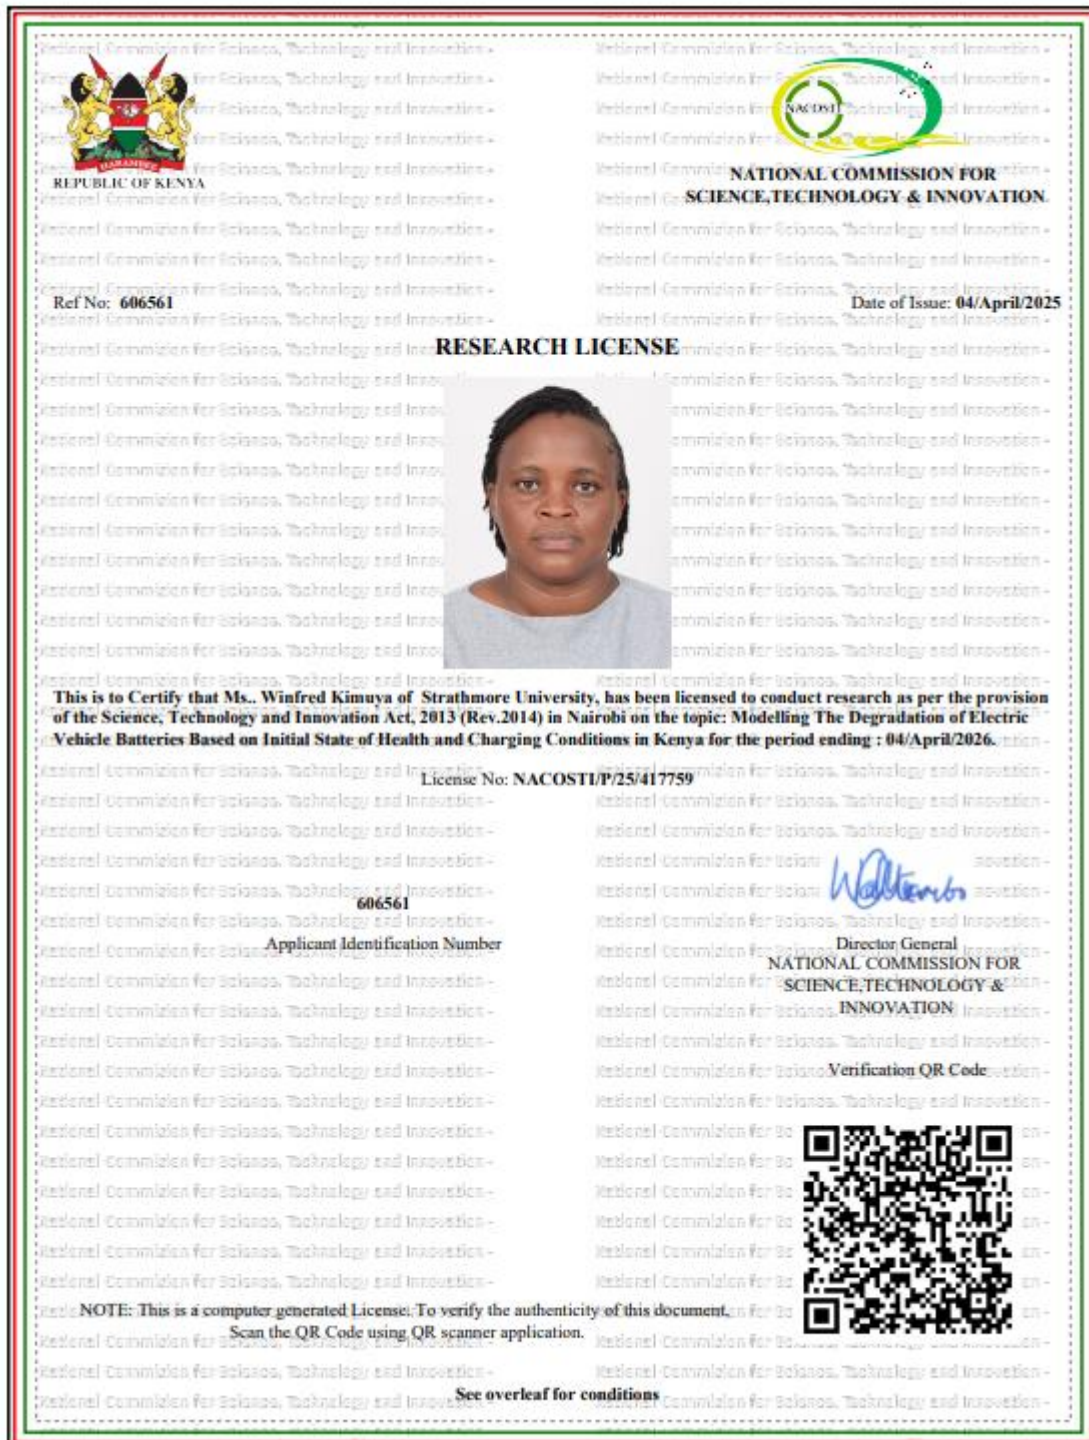 HARAMBEE
REPUBLIC OF KENYA
NACOSTI
NATIONAL COMMISSION FOR
SCIENCE,TECHNOLOGY & INNOVATION
Ref No: 606561
Date of Issue: 04/April/2025
RESEARCH LICENSE
This is to Certify that Ms.. Winfred Kimuya of Strathmore University, has been licensed to conduct research as per the provision
of the Science, Technology and Innovation Act, 2013 (Rev.2014) in Nairobi on the topic: Modelling The Degradation of Electric
Vehicle Batteries Based on Initial State of Health and Charging Conditions in Kenya for the period ending : 04/April/2026.
License No: NACOSTI/P/25/417759
606561
Applicant Identification Number
Director General
NATIONAL COMMISSION FOR
SCIENCE,TECHNOLOGY &
INNOVATION
Verification QR Code
NOTE: This is a computer generated License. To verify the authenticity of this document,
Scan the QR Code using QR scanner application.
See overleaf for conditions